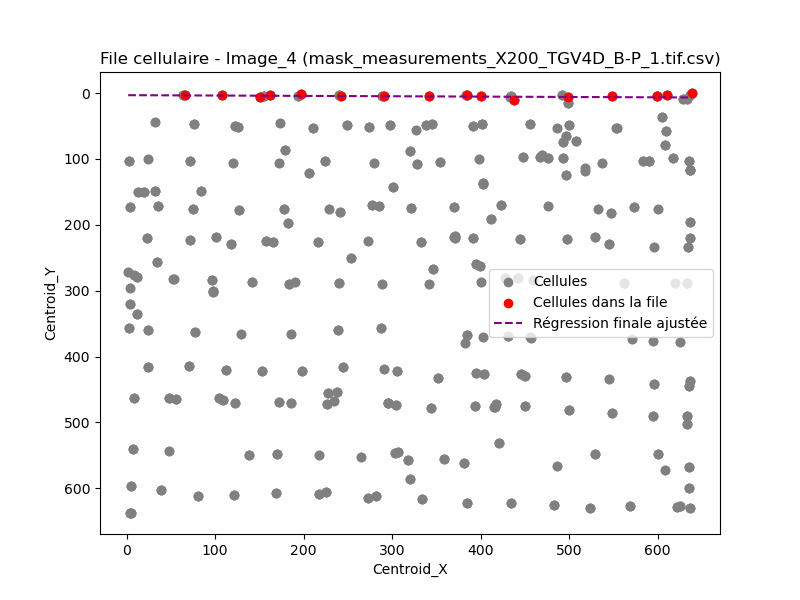 File cellulaire - Image_4 (mask_measurements_X200_TGV4D_B-P_1.tif.csv)
0
100
200
300
400
500
600
Centroid_Y
Cellules
Cellules dans la file
Régression finale ajustée
0 100 200 300 400 500 600
Centroid_X